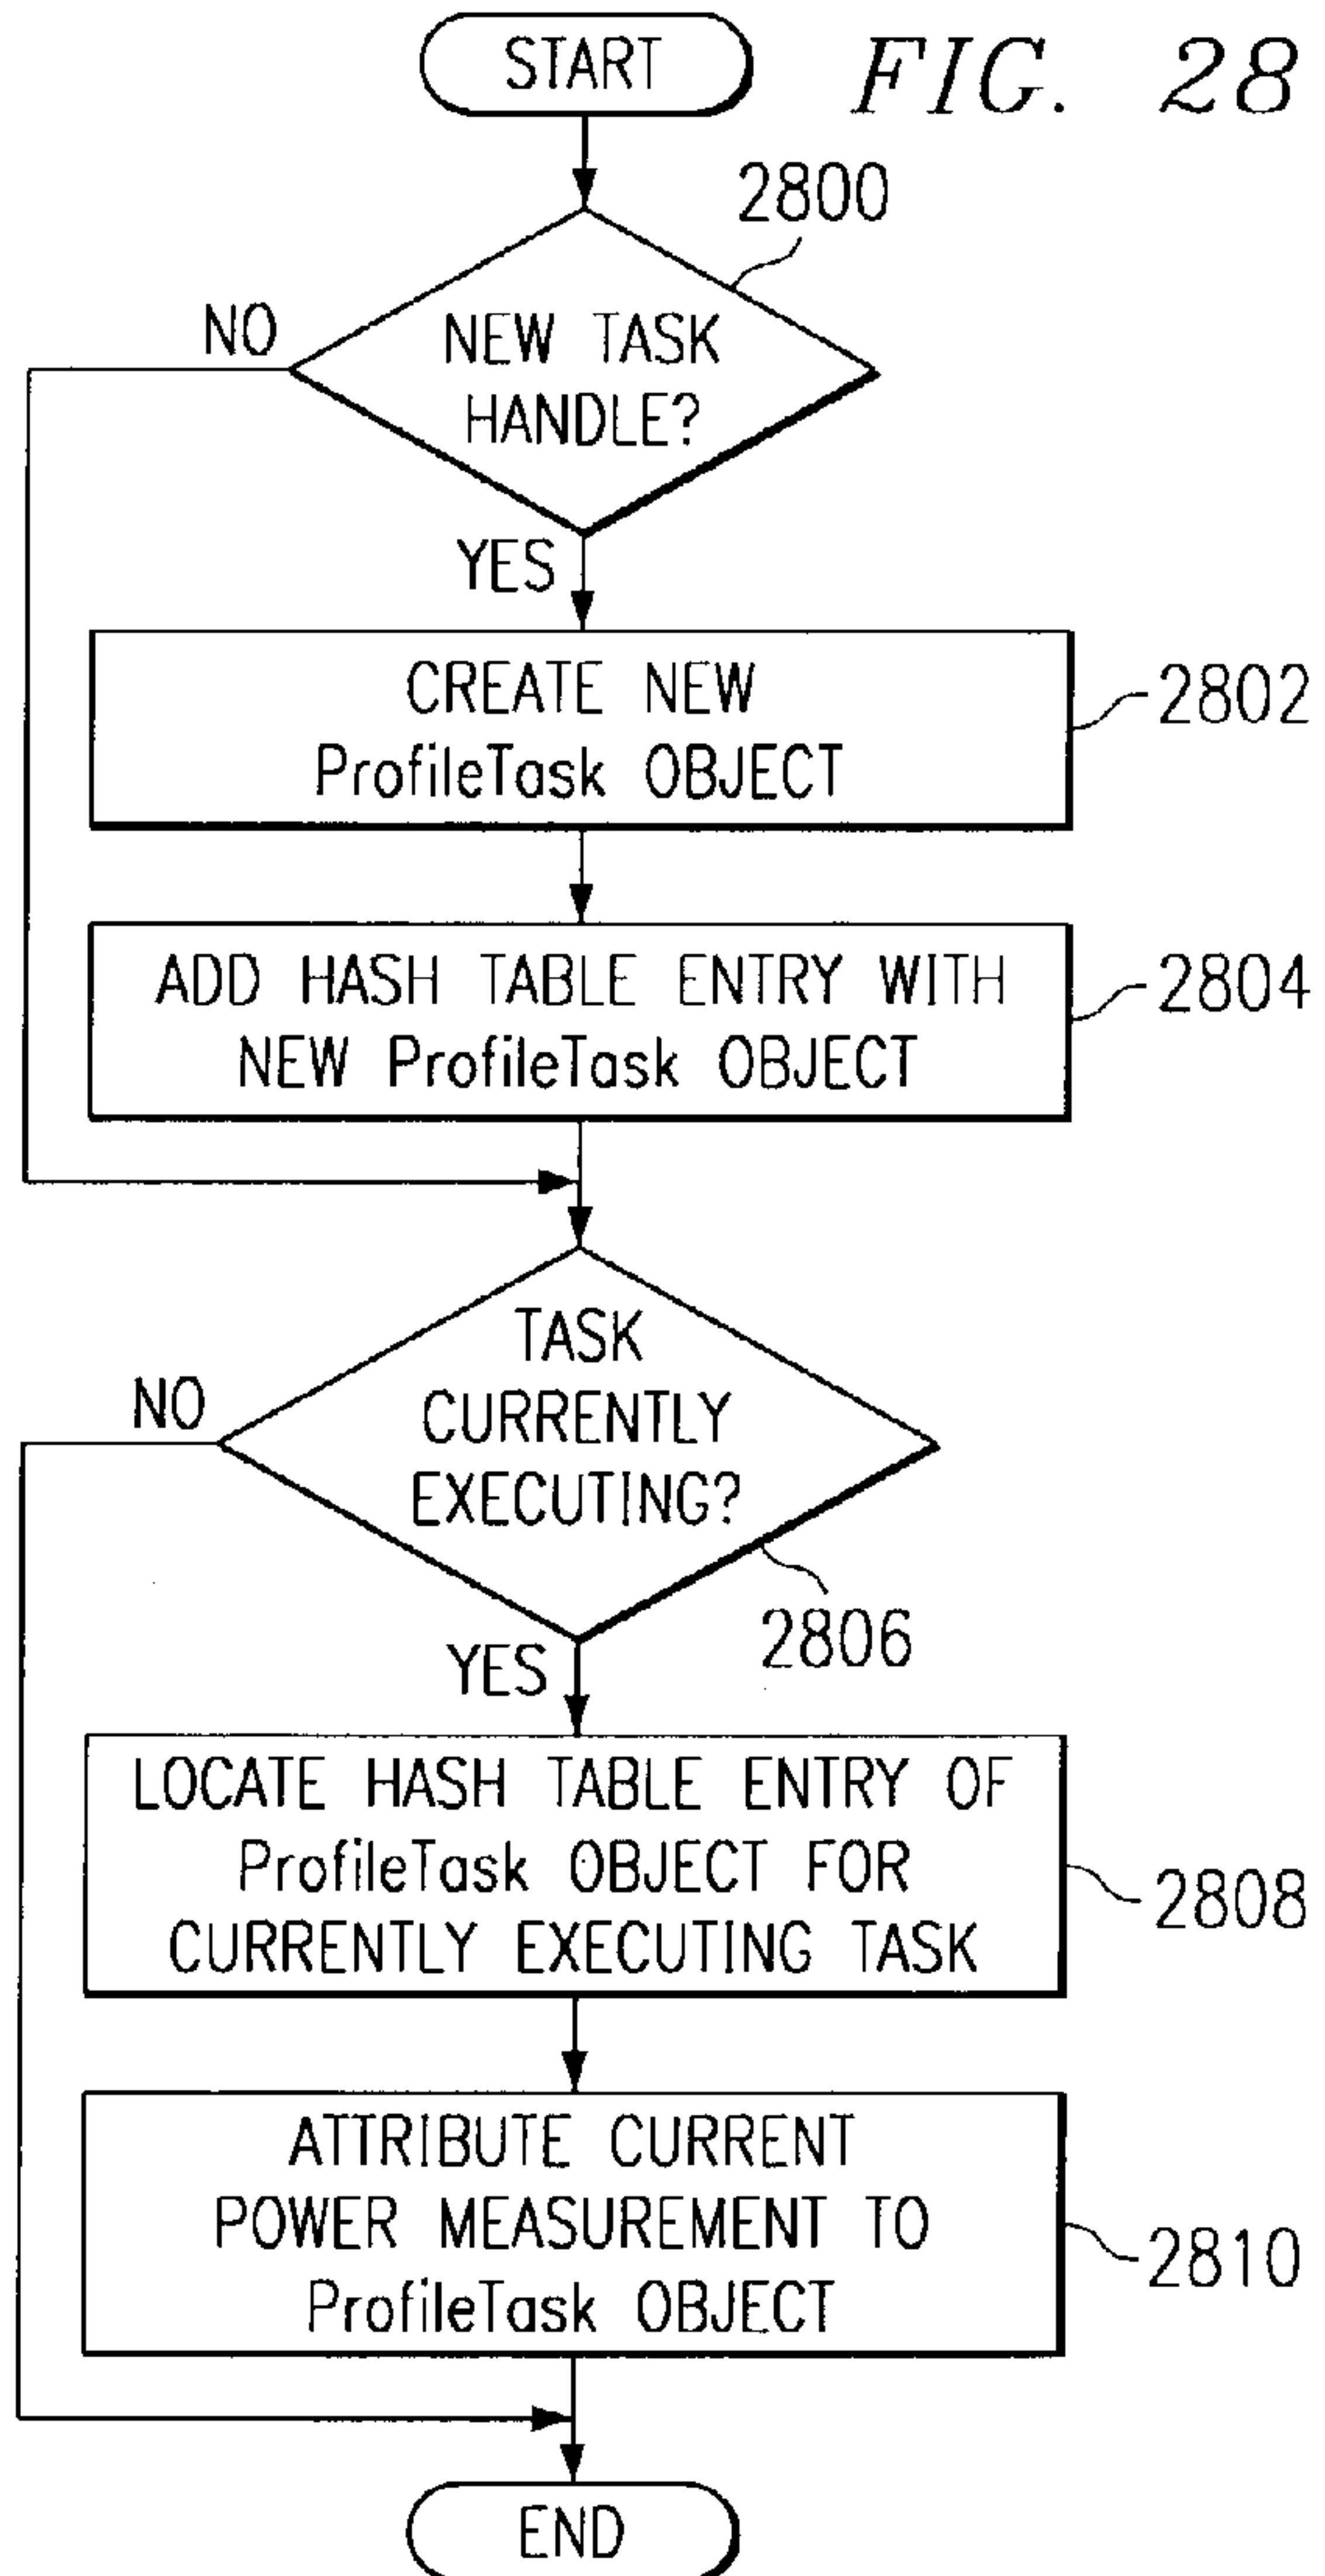 START
FIG. 28
2800
NO
NEW TASK
HANDLE?
YES
CREATE NEW
ProfileTask OBJECT
2802
ADD HASH TABLE ENTRY WITH
NEW ProfileTask OBJECT
2804
TASK
CURRENTLY
EXECUTING?
NO
2806
YES
LOCATE HASH TABLE ENTRY OF
ProfileTask OBJECT FOR
CURRENTLY EXECUTING TASK
2808
ATTRIBUTE CURRENT
POWER MEASUREMENT TO
ProfileTask OBJECT
2810
END